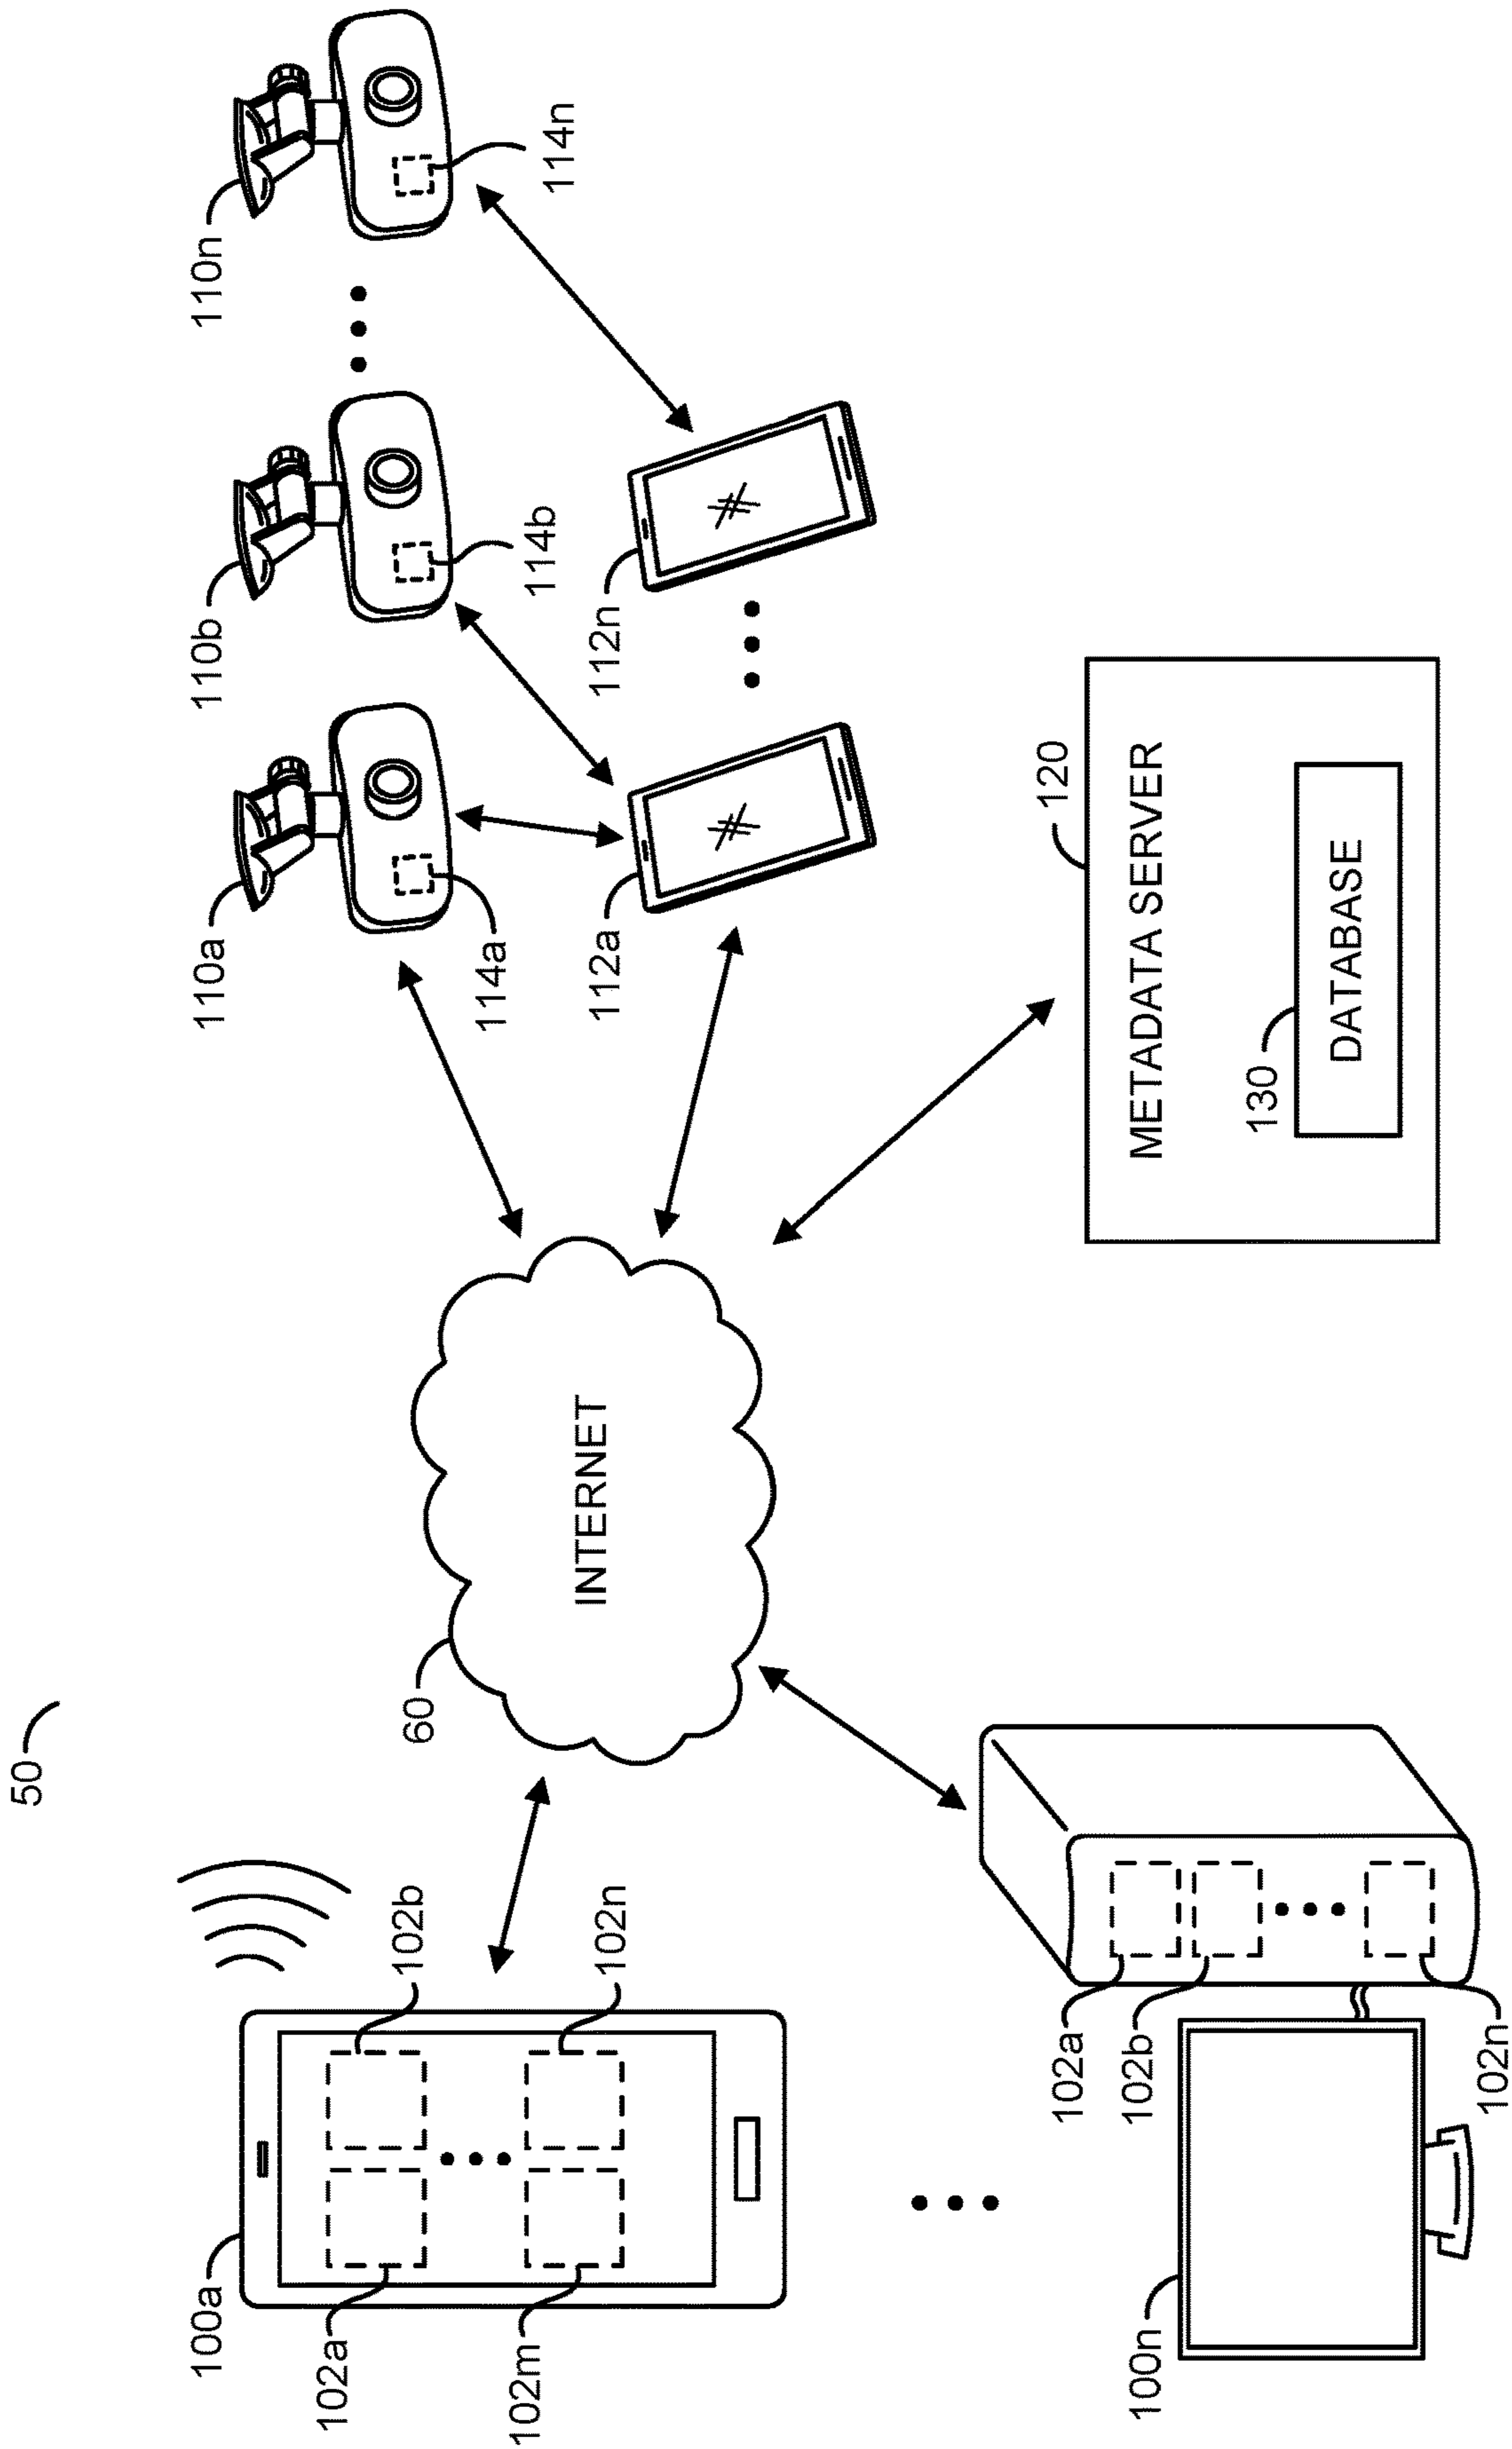 50
100a
102a
102b
102m
102n
60
INTERNET
110a
110b
110n
114a
114b
114n
112a
112n
100n
102a
102b
102n
METADATA SERVER
120
130
DATABASE